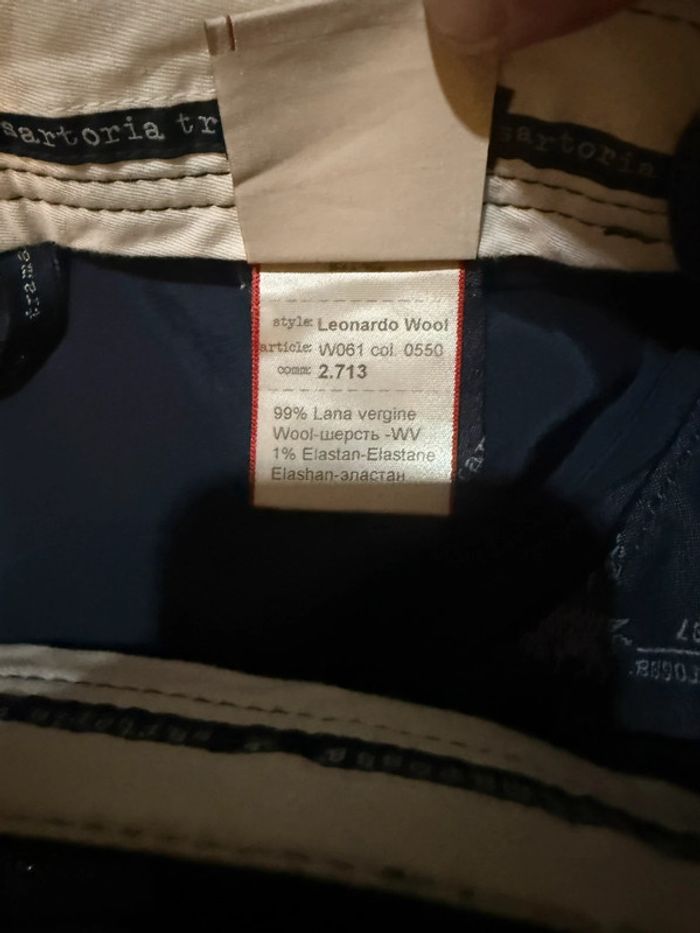 sartoria tr
sartoria
trama
style: Leonardo Wool
article: W061 col. 0550
comm: 2.713
99% Lana vergine
Wool-шерсть -WV
1% Elastan-Elastane
Elashan-эластан